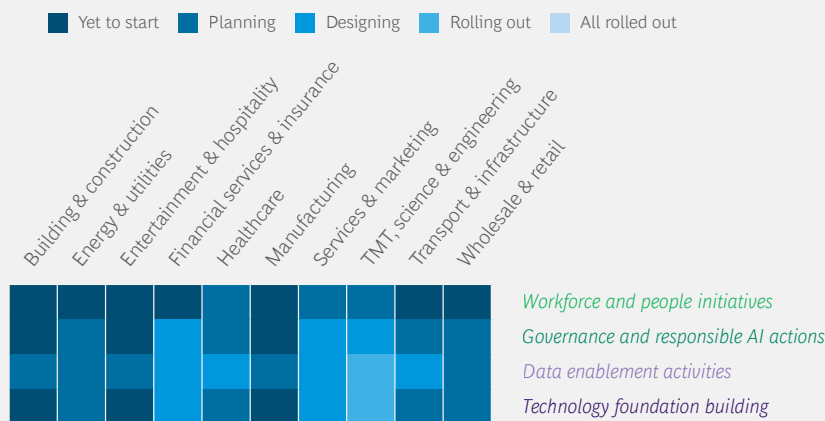 Yet to start Planning Designing Rolling out All rolled out
Building & construction
Energy & utilities
Entertainment & hospitality
Financial services & insurance
Healthcare
Manufacturing
Services & marketing
TMT, science & engineering
Transport & infrastructure
Wholesale & retail
Workforce and people initiatives
Governance and responsible AI actions
Data enablement activities
Technology foundation building